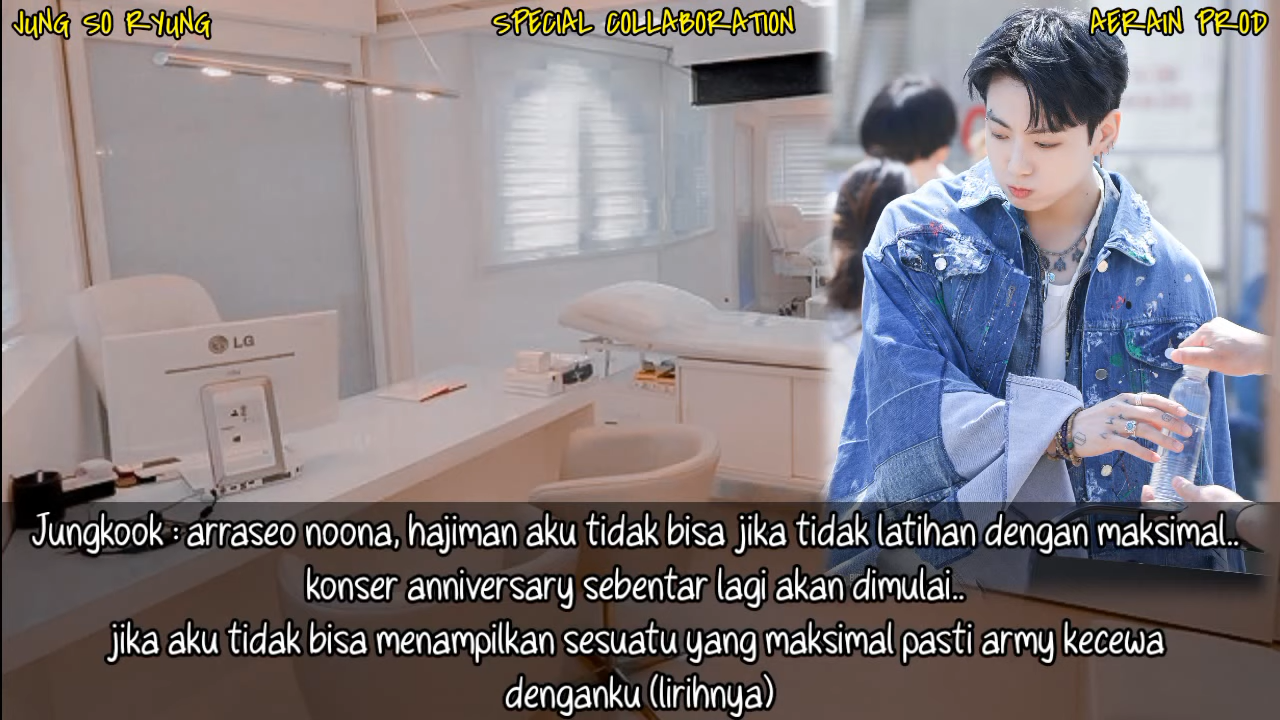 JUNG SO RYUNG
SPECIAL COLLABORATION
AERAIN PROD
LG
Jungkook : arraseo noona, hajiman aku tidak bisa jika tidak latihan dengan maksimal..
konser anniversary sebentar lagi akan dimulai..
jika aku tidak bisa menampilkan sesuatu yang maksimal pasti army kecewa
denganku (lirihnya)